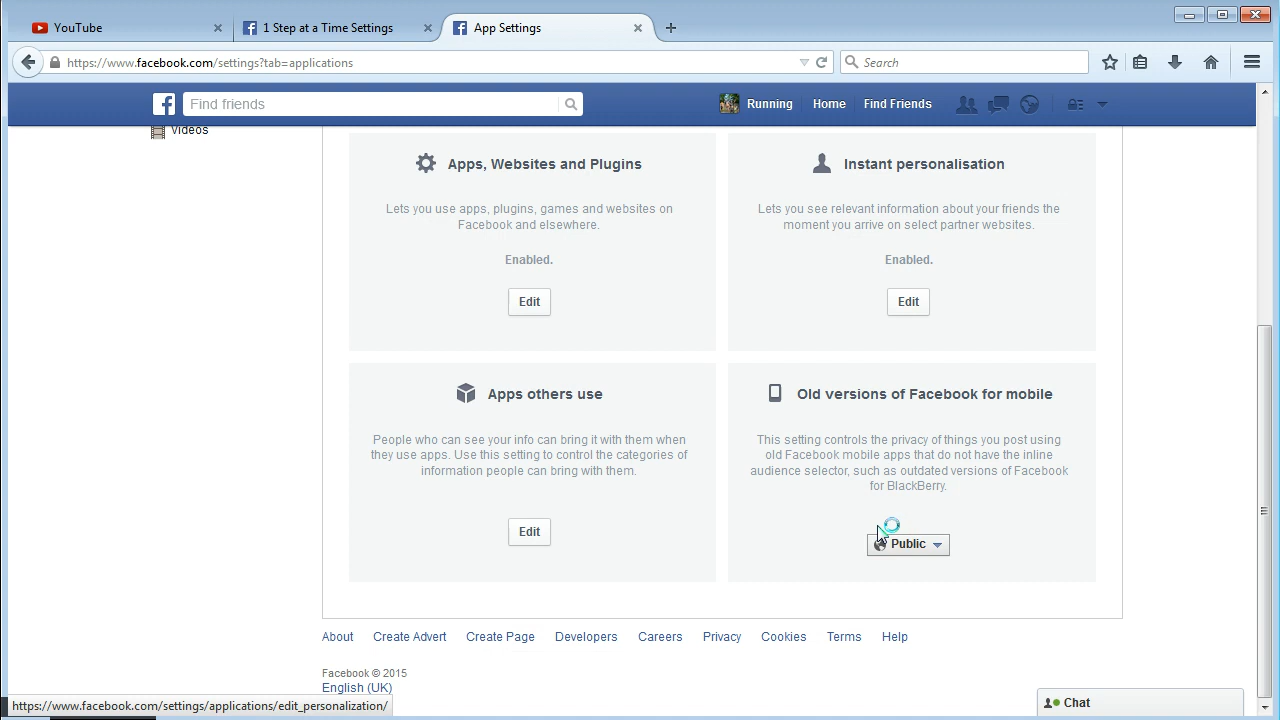 YouTube
1 Step at a Time Settings
App Settings
https://www.facebook.com/settings?tab=applications
Search
Find friends
Running
Home
Find Friends
Videos
Apps, Websites and Plugins
Lets you use apps, plugins, games and websites on
Facebook and elsewhere.
Enabled.
Edit
Instant personalisation
Lets you see relevant information about your friends the
moment you arrive on select partner websites.
Enabled.
Edit
Apps others use
People who can see your info can bring it with them when
they use apps. Use this setting to control the categories of
information people can bring with them.
Edit
Old versions of Facebook for mobile
This setting controls the privacy of things you post using
old Facebook mobile apps that do not have the inline
audience selector, such as outdated versions of Facebook
for BlackBerry.
Public
About
Create Advert
Create Page
Developers
Careers
Privacy
Cookies
Terms
Help
Facebook © 2015
English (UK)
https://www.facebook.com/settings/applications/edit_personalization/
Chat